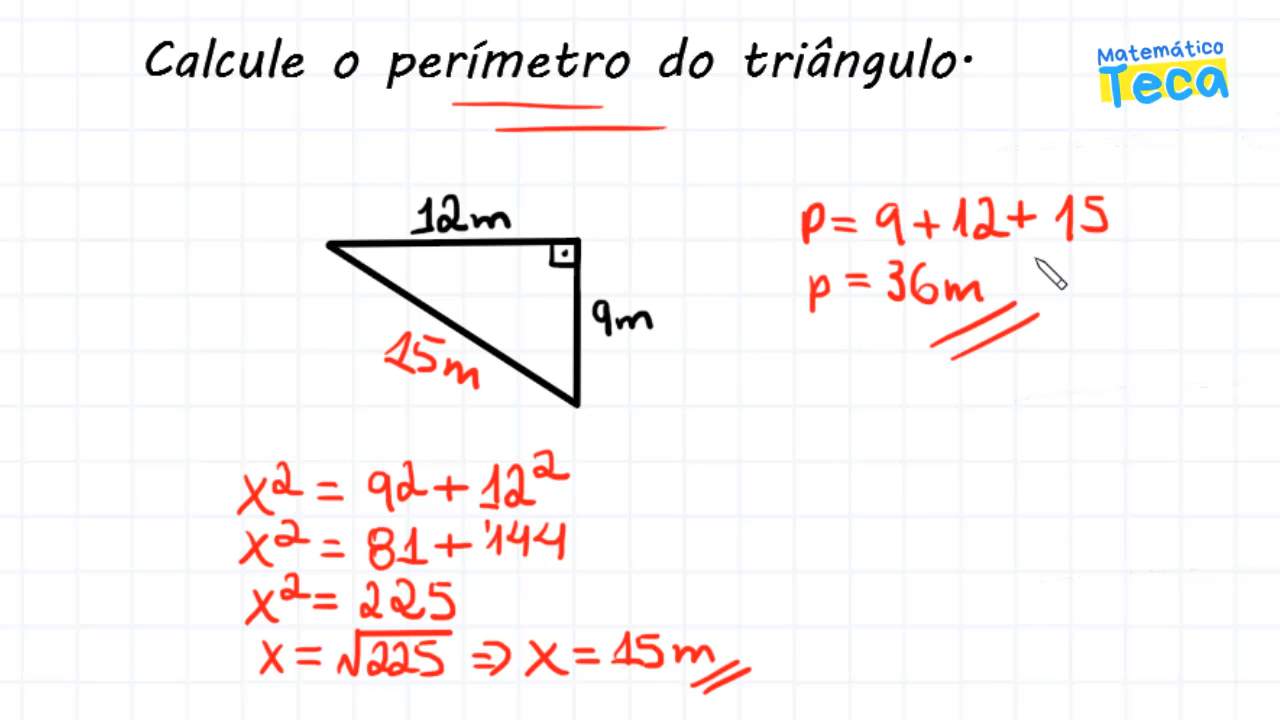 Calcule o perímetro do triângulo.
Matemático
Teca
12m
9m
15m
P = 9 + 12 + 15
P = 36m
x² = 9² + 12²
x² = 81 + 144
x² = 225
x = √225 ⇒ x = 15m